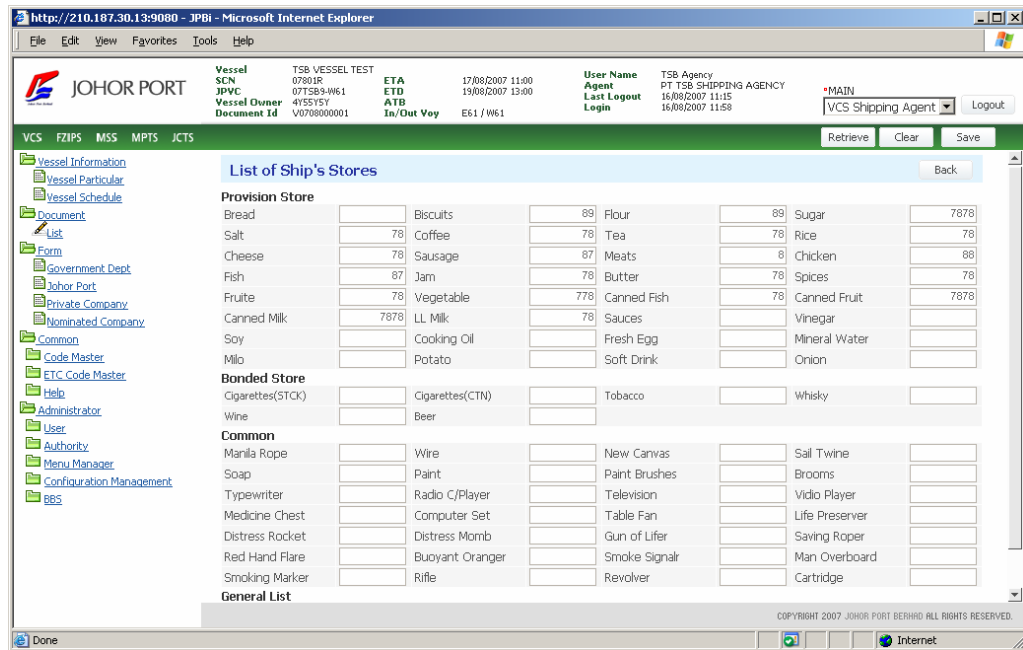 http://210.187.30.13:9080 - JPBi - Microsoft Internet Explorer
File Edit View Favorites Tools Help
JOHOR PORT
Vessel TSB VESSEL TEST
SCN 07801R ETA 17/08/2007 11:00
JPVC 07TSB9-W61 ETD 19/08/2007 13:00
Vessel Owner 4Y55Y5Y ATB
Document Id V0708000001 In/Out Voy E61 / W61
User Name TSB Agency
Agent PT TSB SHIPPING AGENCY
Last Logout 16/08/2007 11:15
Login 16/08/2007 11:58
*MAIN
VCS Shipping Agent Logout
VCS FZIPS MSS MPTS JCTS Retrieve Clear Save
Vessel Information
Vessel Particular
Vessel Schedule
Document
List
Form
Government Dept
Johor Port
Private Company
Nominated Company
Common
Code Master
ETC Code Master
Help
Administrator
User
Authority
Menu Manager
Configuration Management
BBS
List of Ship's Stores Back
Provision Store
Bread Biscuits 89 Flour 89 Sugar 7878
Salt 78 Coffee 78 Tea 78 Rice 78
Cheese 78 Sausage 87 Meats 8 Chicken 88
Fish 87 Jam 78 Butter 78 Spices 78
Fruite 78 Vegetable 778 Canned Fish 78 Canned Fruit 7878
Canned Milk 7878 LL Milk 78 Sauces Vinegar
Soy Cooking Oil Fresh Egg Mineral Water
Milo Potato Soft Drink Onion
Bonded Store
Cigarettes(STCK) Cigarettes(CTN) Tobacco Whisky
Wine Beer
Common
Manila Rope Wire New Canvas Sail Twine
Soap Paint Paint Brushes Brooms
Typewriter Radio C/Player Television Vidio Player
Medicine Chest Computer Set Table Fan Life Preserver
Distress Rocket Distress Momb Gun of Lifer Saving Roper
Red Hand Flare Buoyant Oranger Smoke Signalr Man Overboard
Smoking Marker Rifle Revolver Cartridge
General List
COPYRIGHT 2007 JOHOR PORT BERHAD ALL RIGHTS RESERVED.
Done Internet